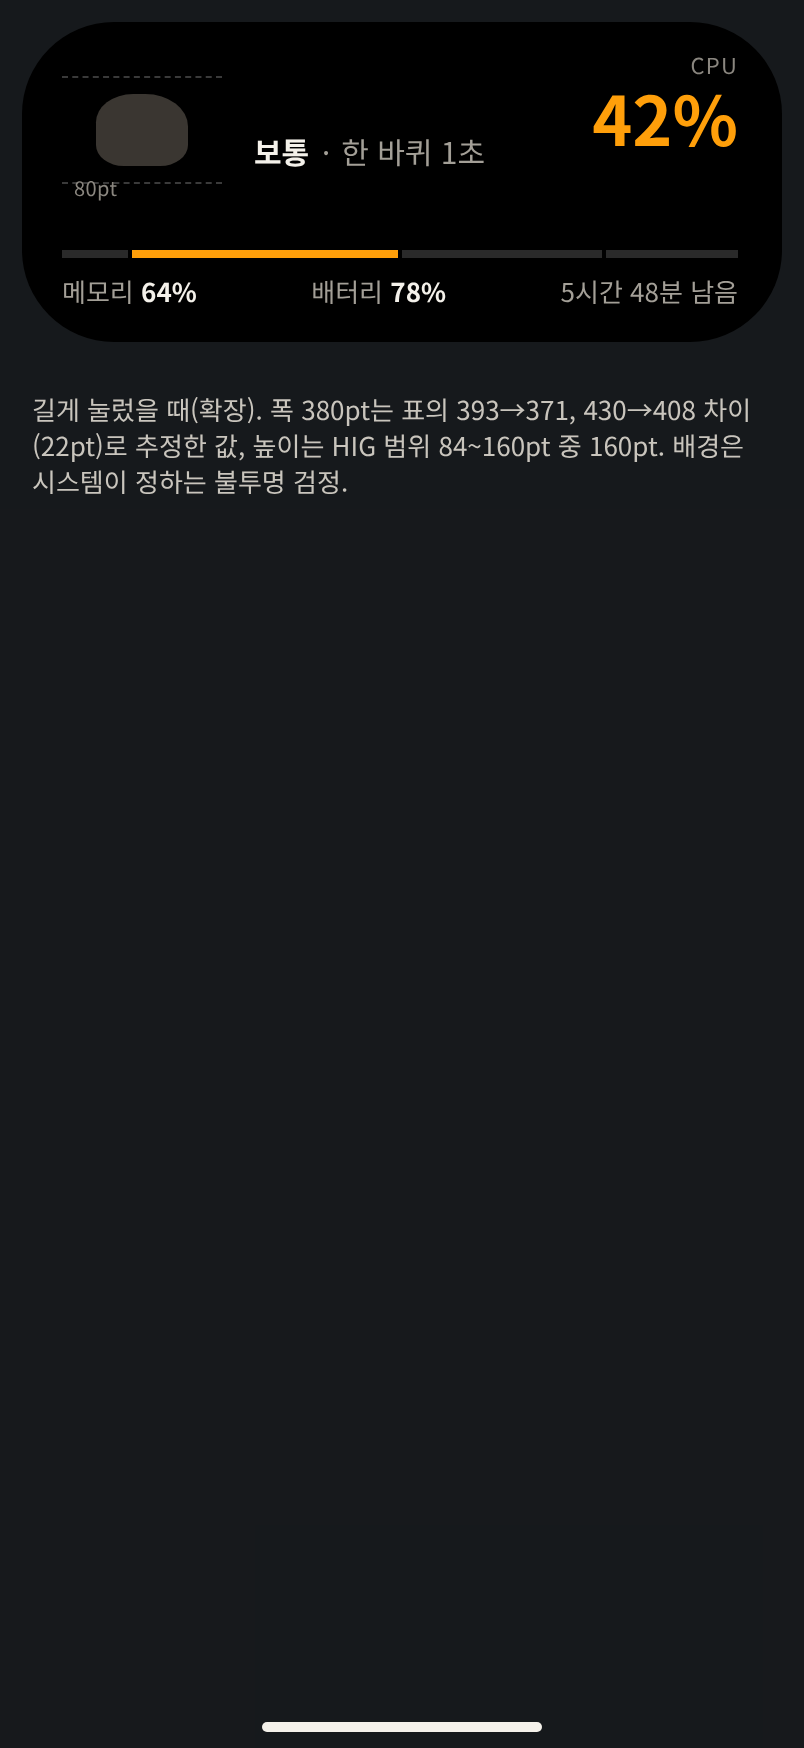 CPU
42%
보통 · 한 바퀴 1초
80pt
메모리 64% 배터리 78% 5시간 48분 남음
길게 눌렀을 때(확장). 폭 380pt는 표의 393→371, 430→408 차이
(22pt)로 추정한 값, 높이는 HIG 범위 84~160pt 중 160pt. 배경은
시스템이 정하는 불투명 검정.